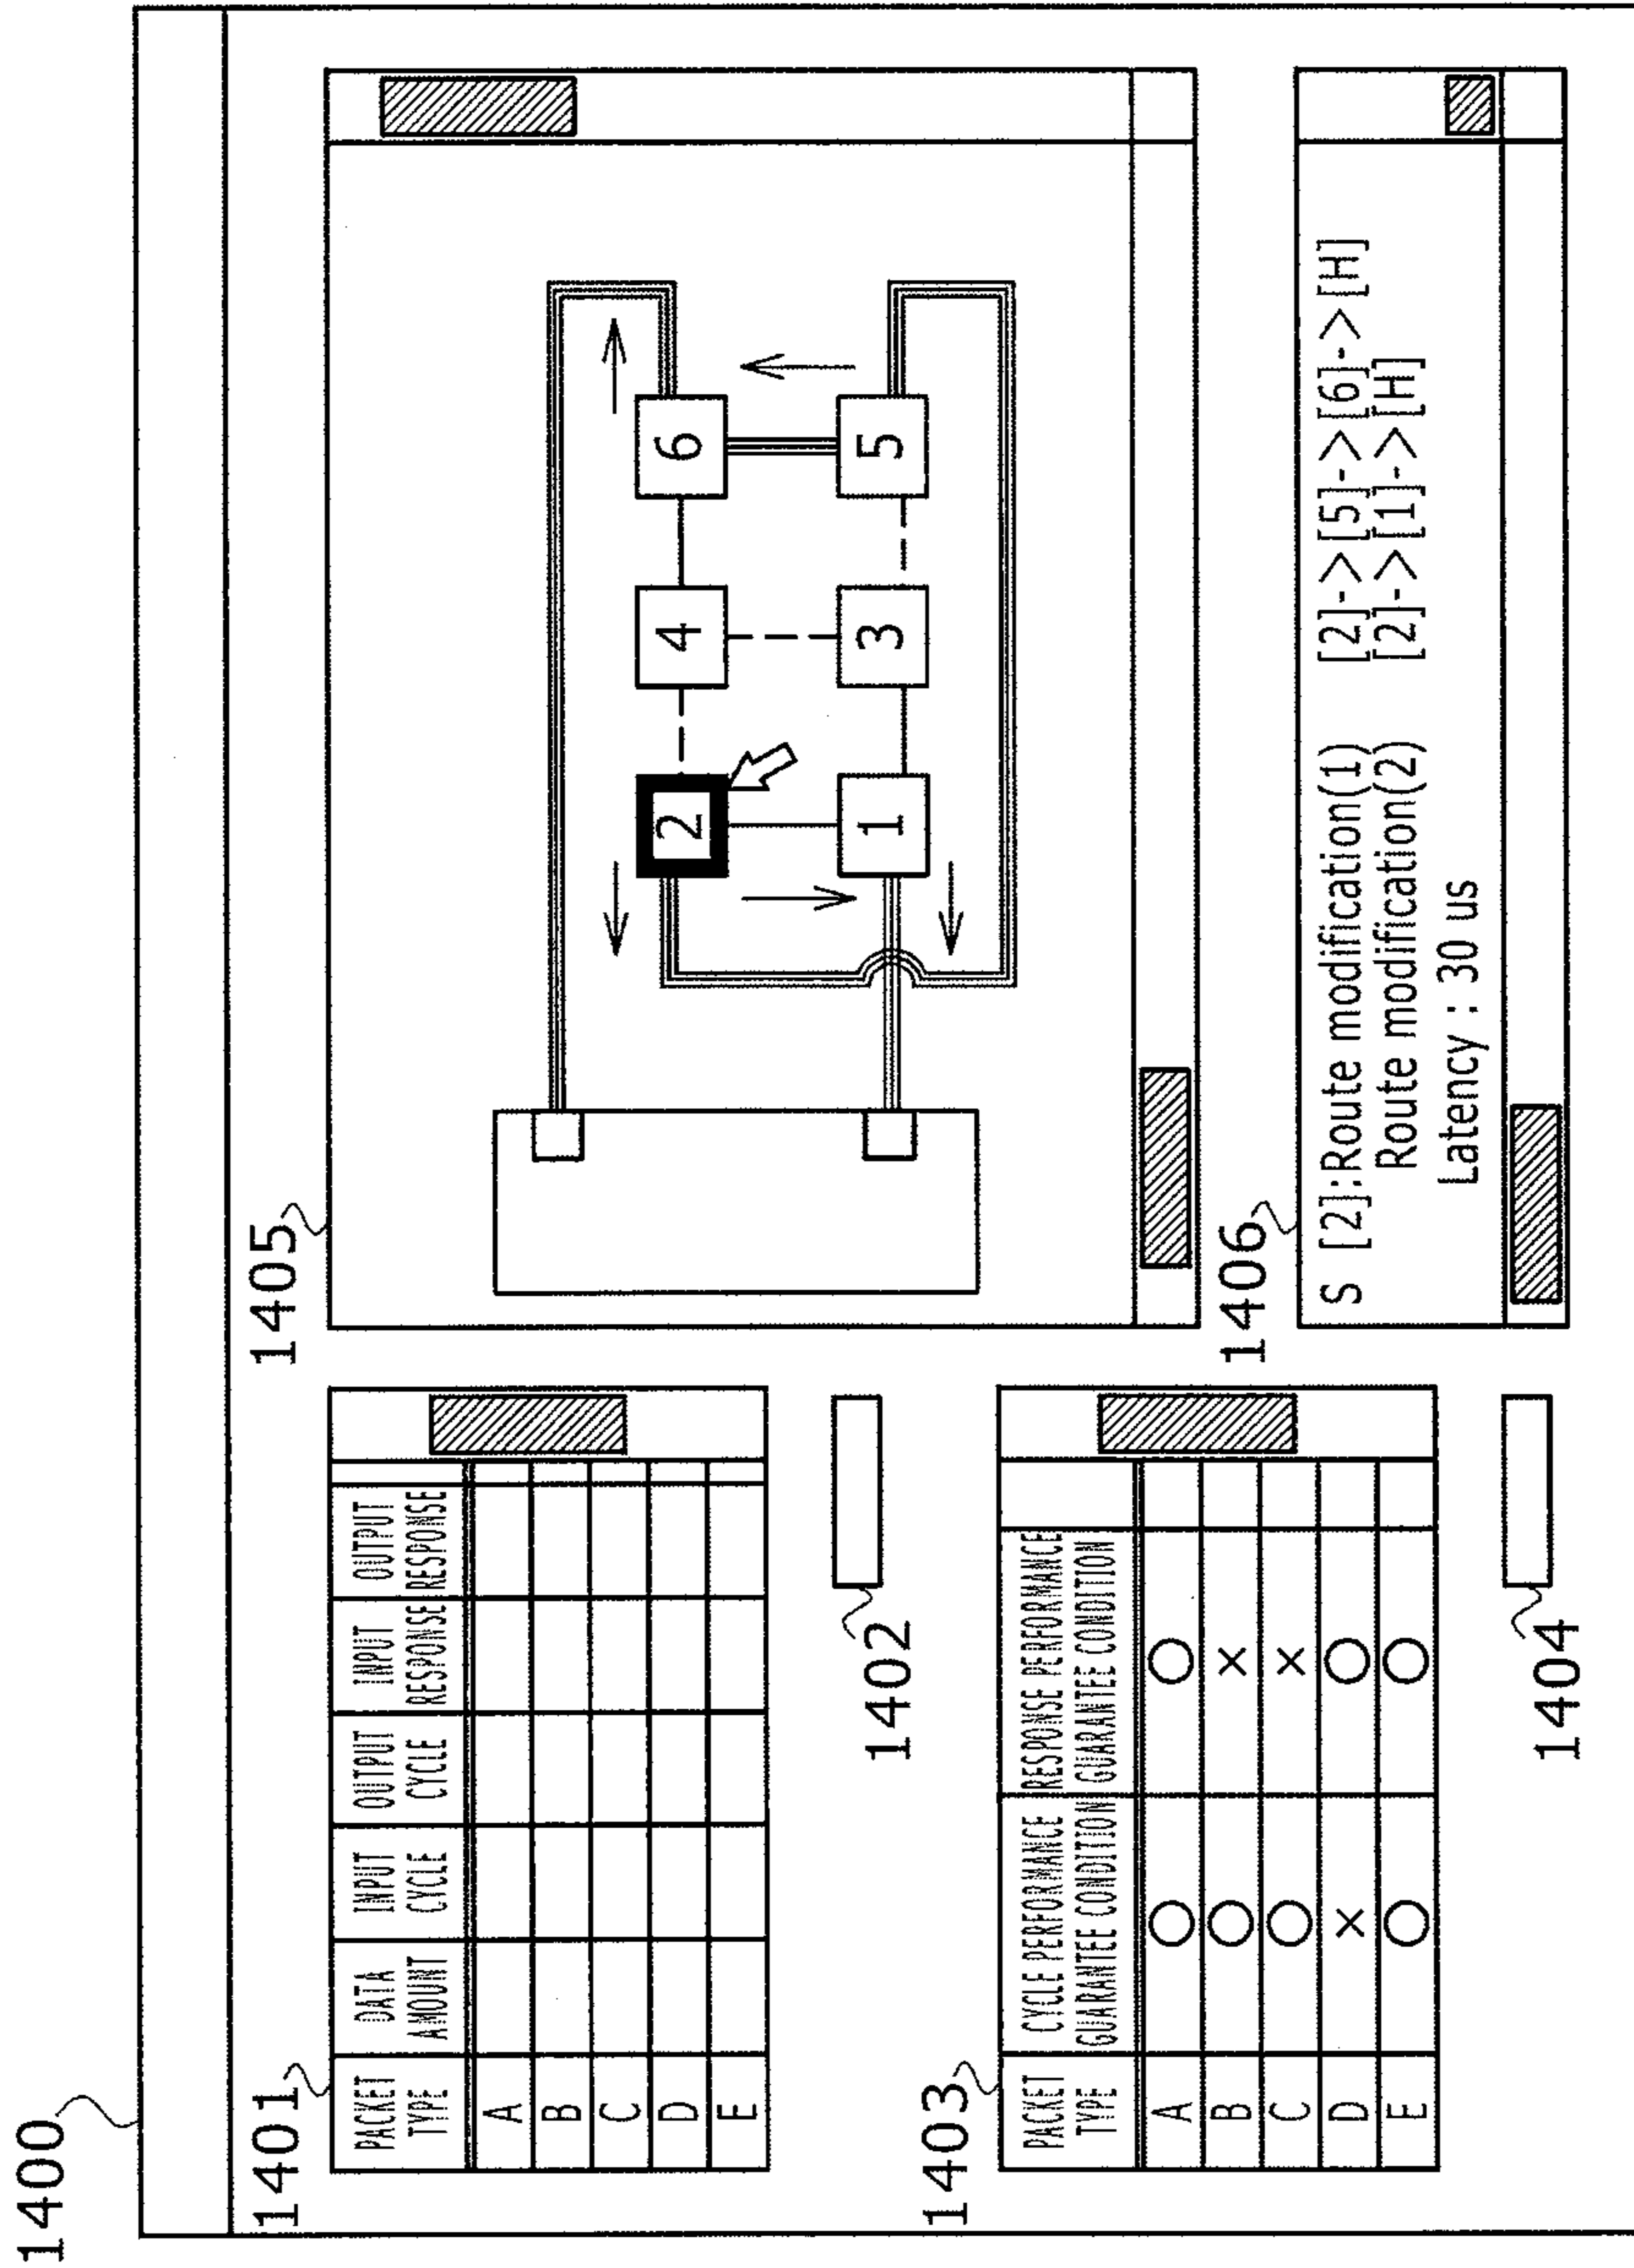 1400
1401
PACKET TYPE DATA AMOUNT INPUT CYCLE OUTPUT CYCLE INPUT RESPONSE OUTPUT RESPONSE
A
B
C
D
E
1402
1403
PACKET TYPE CYCLE PERFORMANCE GUARANTEE CONDITION RESPONSE PERFORMANCE GUARANTEE CONDITION
A ○ ○
B ○ ×
C ○ ×
D × ○
E ○ ○
1404
1405
2 4 6
1 3 5
1406
S [2]:Route modification(1) [2]->[5]->[6]->[H]
Route modification(2) [2]->[1]->[H]
Latency : 30 us